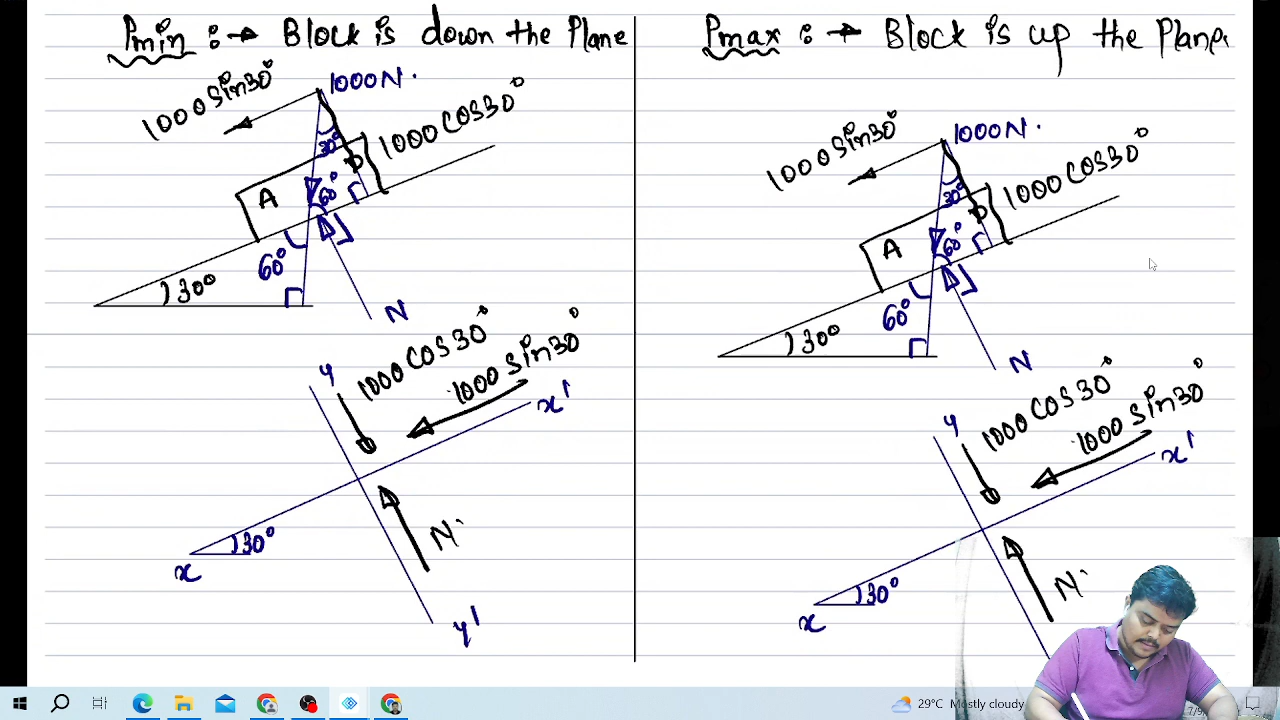 Pmin :→ Block is down the Plane
1000 sin30°
1000N.
30°
1000 cos30°
A
60°
60°
30°
N
y
1000 cos30°
1000 sin30°
x'
N.
30°
x
y'
Pmax :→ Block is up the Plane
1000 sin30°
1000N.
30°
1000 cos30°
A
60°
60°
30°
N
y
1000 cos30°
1000 sin30°
x'
N.
30°
x
29°C Mostly cloudy